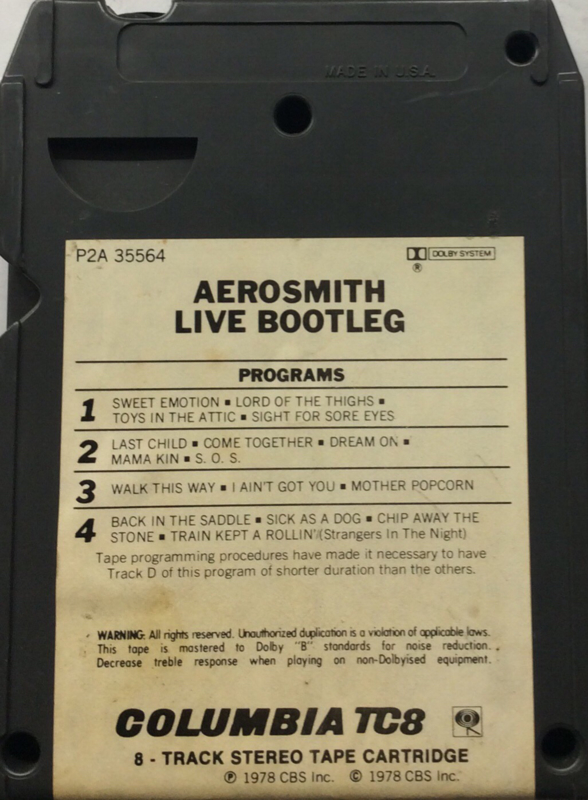 MADE IN U.S.A.
P2A 35564
DOLBY SYSTEM
®
AEROSMITH
LIVE BOOTLEG
PROGRAMS
1 SWEET EMOTION ▪ LORD OF THE THIGHS ▪
TOYS IN THE ATTIC ▪ SIGHT FOR SORE EYES
2 LAST CHILD ▪ COME TOGETHER ▪ DREAM ON ▪
MAMA KIN ▪ S. O. S.
3 WALK THIS WAY ▪ I AIN'T GOT YOU ▪ MOTHER POPCORN
4 BACK IN THE SADDLE ▪ SICK AS A DOG ▪ CHIP AWAY THE
STONE ▪ TRAIN KEPT A ROLLIN'/(Strangers In The Night)
Tape programming procedures have made it necessary to have
Track D of this program of shorter duration than the others.
WARNING: All rights reserved. Unauthorized duplication is a violation of applicable laws.
This tape is mastered to Dolby "B" standards for noise reduction.
Decrease treble response when playing on non-Dolbyised equipment.
COLUMBIA TC8
8 - TRACK STEREO TAPE CARTRIDGE
℗ 1978 CBS Inc. © 1978 CBS Inc.